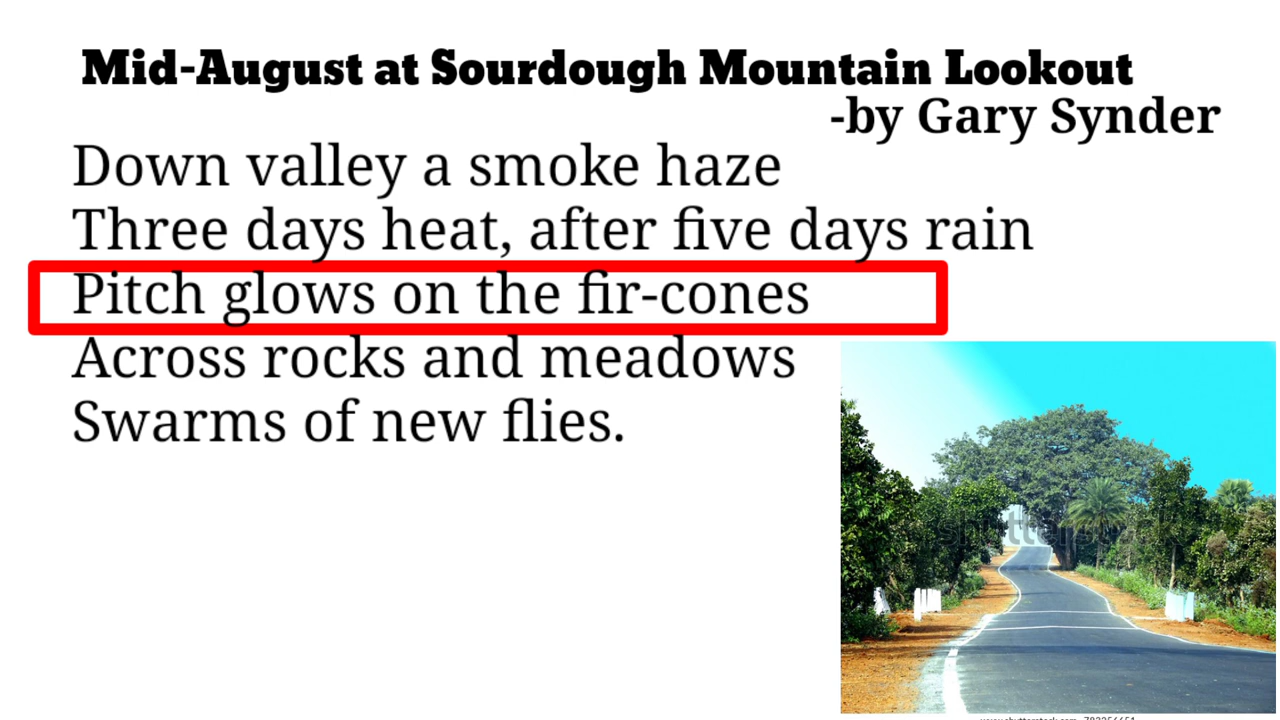 Mid-August at Sourdough Mountain Lookout
-by Gary Synder
Down valley a smoke haze
Three days heat, after five days rain
Pitch glows on the fir-cones
Across rocks and meadows
Swarms of new flies.
shutterstock